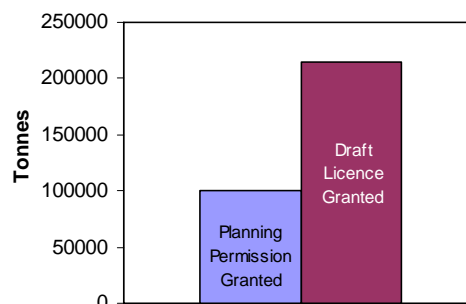 250000
200000
150000
100000
50000
0
Tonnes
Planning
Permission
Granted
Draft
Licence
Granted